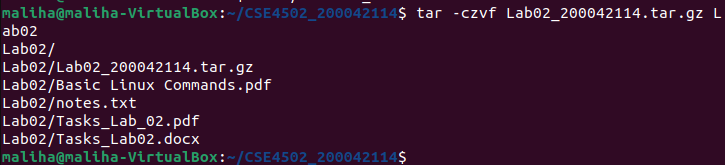 maliha@maliha-VirtualBox:~/CSE4502_200042114$ tar -czvf Lab02_200042114.tar.gz L
ab02
Lab02/
Lab02/Lab02_200042114.tar.gz
Lab02/Basic Linux Commands.pdf
Lab02/notes.txt
Lab02/Tasks_Lab_02.pdf
Lab02/Tasks_Lab02.docx
maliha@maliha-VirtualBox:~/CSE4502_200042114$